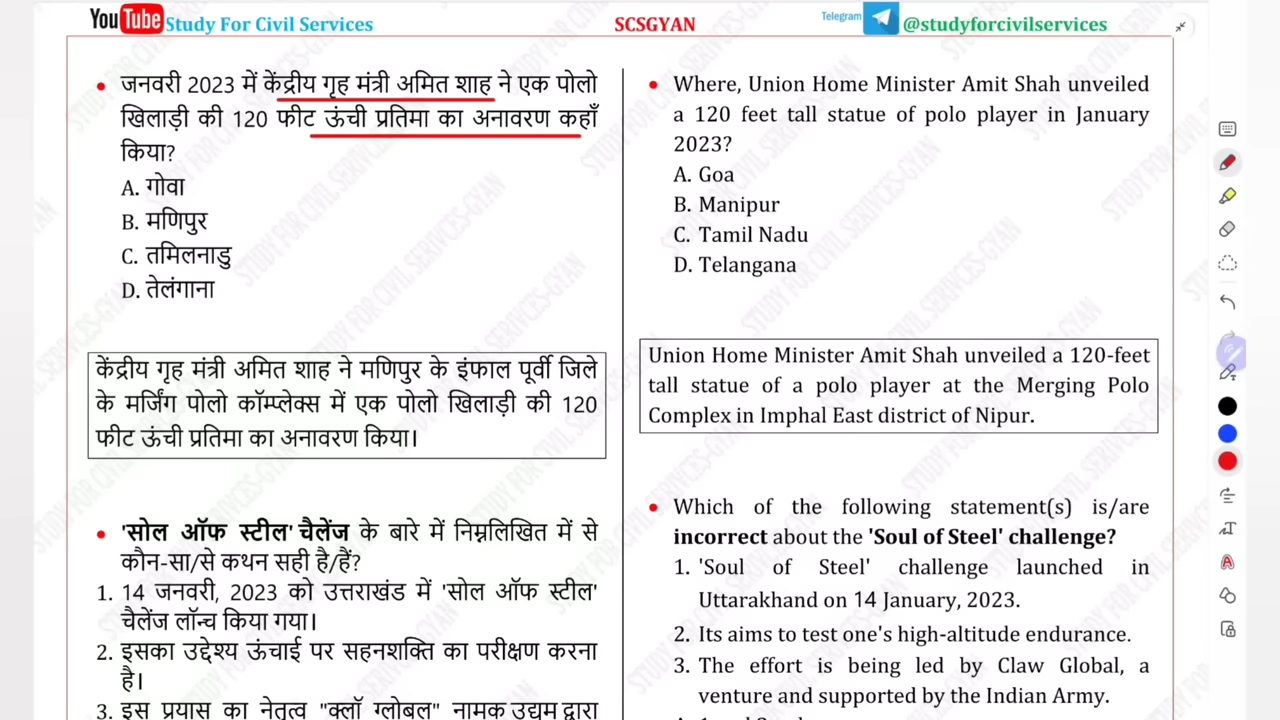 YouTube Study For Civil Services
SCSGYAN
Telegram
@studyforcivilservices
• जनवरी 2023 में केंद्रीय गृह मंत्री अमित शाह ने एक पोलो
खिलाड़ी की 120 फीट ऊंची प्रतिमा का अनावरण कहाँ
किया?
A. गोवा
B. मणिपुर
C. तमिलनाडु
D. तेलंगाना
केंद्रीय गृह मंत्री अमित शाह ने मणिपुर के इंफाल पूर्वी जिले
के मर्जिंग पोलो कॉम्प्लेक्स में एक पोलो खिलाड़ी की 120
फीट ऊंची प्रतिमा का अनावरण किया।
• 'सोल ऑफ स्टील' चैलेंज के बारे में निम्नलिखित में से
कौन-सा/से कथन सही है/हैं?
1. 14 जनवरी, 2023 को उत्तराखंड में 'सोल ऑफ स्टील'
चैलेंज लॉन्च किया गया।
2. इसका उद्देश्य ऊंचाई पर सहनशक्ति का परीक्षण करना
है।
3. इस प्रयास का नेतृत्व "क्लॉ ग्लोबल" नामक उद्यम द्वारा
• Where, Union Home Minister Amit Shah unveiled
a 120 feet tall statue of polo player in January
2023?
A. Goa
B. Manipur
C. Tamil Nadu
D. Telangana
Union Home Minister Amit Shah unveiled a 120-feet
tall statue of a polo player at the Merging Polo
Complex in Imphal East district of Nipur.
• Which of the following statement(s) is/are
incorrect about the 'Soul of Steel' challenge?
1. 'Soul of Steel' challenge launched in
Uttarakhand on 14 January, 2023.
2. Its aims to test one's high-altitude endurance.
3. The effort is being led by Claw Global, a
venture and supported by the Indian Army.